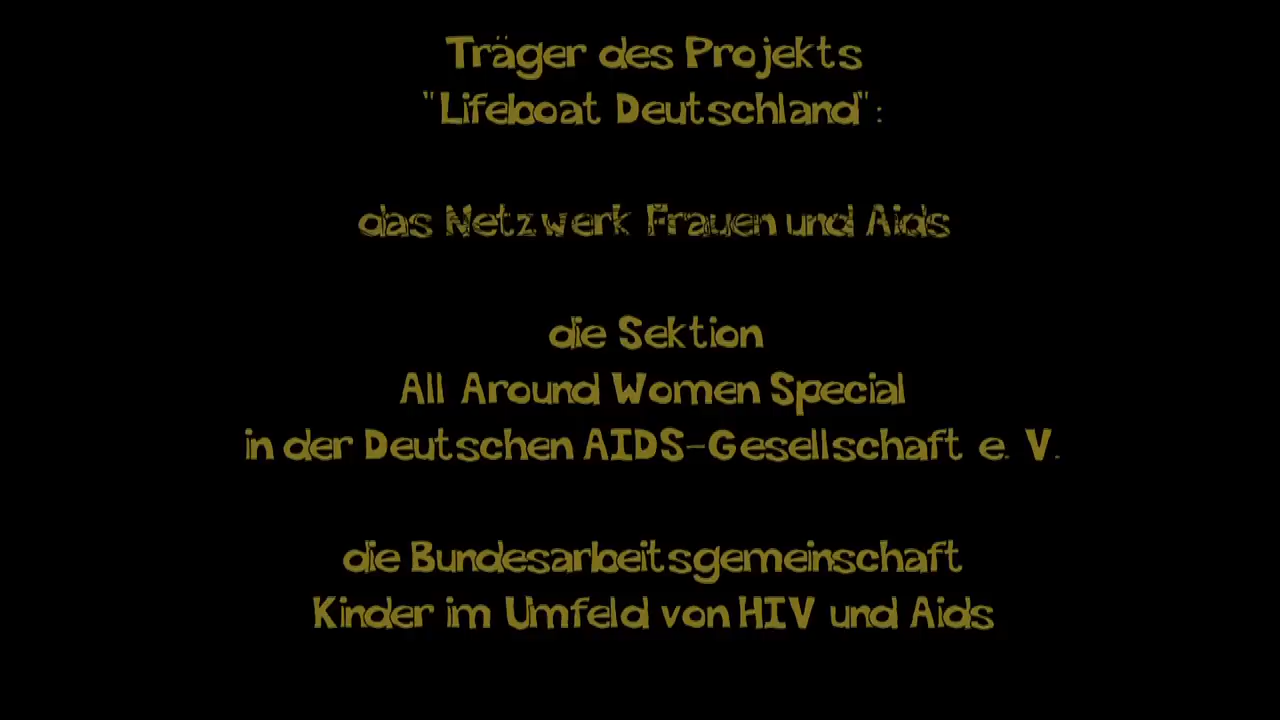 Träger des Projekts
"Lifeboat Deutschland":
das Netzwerk Frauen und Aids
die Sektion
All Around Women Special
in der Deutschen AIDS-Gesellschaft e. V.
die Bundesarbeitsgemeinschaft
Kinder im Umfeld von HIV und Aids